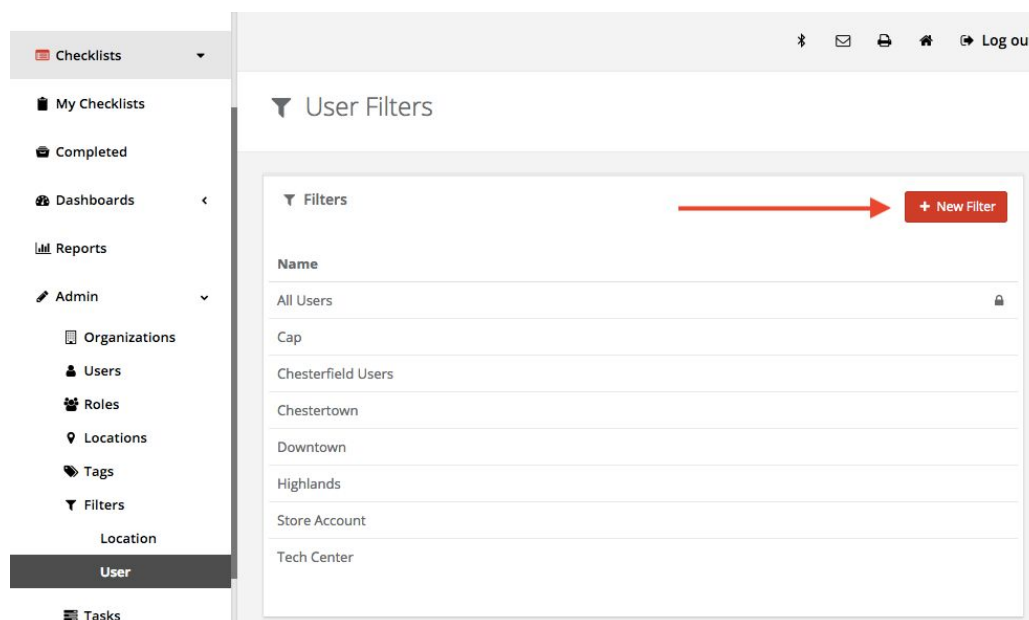 Checklists
My Checklists
Completed
Dashboards
Reports
Admin
Organizations
Users
Roles
Locations
Tags
Filters
Location
User
Tasks
Log ou
User Filters
Filters
+ New Filter
Name
All Users
Cap
Chesterfield Users
Chestertown
Downtown
Highlands
Store Account
Tech Center